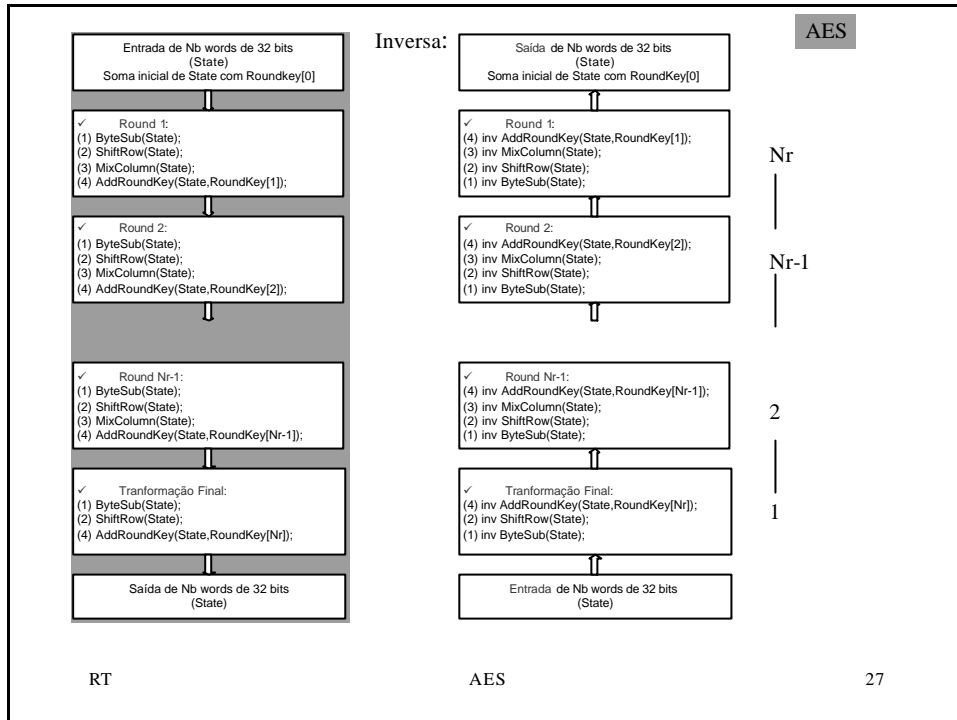 AES
Inversa:
Entrada de Nb words de 32 bits
(State)
Soma inicial de State com Roundkey[0]
✓ Round 1:
(1) ByteSub(State);
(2) ShiftRow(State);
(3) MixColumn(State);
(4) AddRoundKey(State,RoundKey[1]);
✓ Round 2:
(1) ByteSub(State);
(2) ShiftRow(State);
(3) MixColumn(State);
(4) AddRoundKey(State,RoundKey[2]);
✓ Round Nr-1:
(1) ByteSub(State);
(2) ShiftRow(State);
(3) MixColumn(State);
(4) AddRoundKey(State,RoundKey[Nr-1]);
✓ Tranformação Final:
(1) ByteSub(State);
(2) ShiftRow(State);
(4) AddRoundKey(State,RoundKey[Nr]);
Saída de Nb words de 32 bits
(State)
Saída de Nb words de 32 bits
(State)
Soma inicial de State com RoundKey[0]
✓ Round 1:
(4) inv AddRoundKey(State,RoundKey[1]);
(3) inv MixColumn(State);
(2) inv ShiftRow(State);
(1) inv ByteSub(State);
✓ Round 2:
(4) inv AddRoundKey(State,RoundKey[2]);
(3) inv MixColumn(State);
(2) inv ShiftRow(State);
(1) inv ByteSub(State);
✓ Round Nr-1:
(4) inv AddRoundKey(State,RoundKey[Nr-1]);
(3) inv MixColumn(State);
(2) inv ShiftRow(State);
(1) inv ByteSub(State);
✓ Tranformação Final:
(4) inv AddRoundKey(State,RoundKey[Nr]);
(2) inv ShiftRow(State);
(1) inv ByteSub(State);
Entrada de Nb words de 32 bits
(State)
Nr
Nr-1
2
1
RT
AES
27